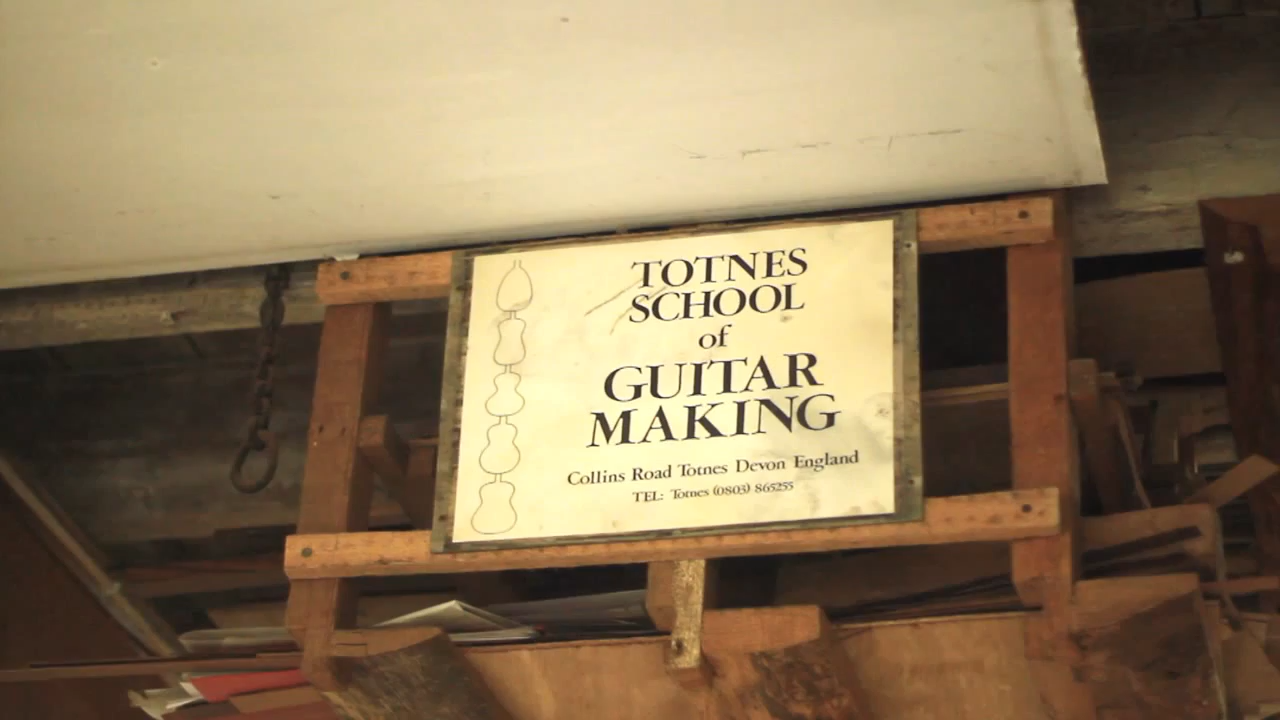 TOTNES
SCHOOL
of
GUITAR
MAKING
Collins Road Totnes Devon England
TEL: Totnes (0803) 865255